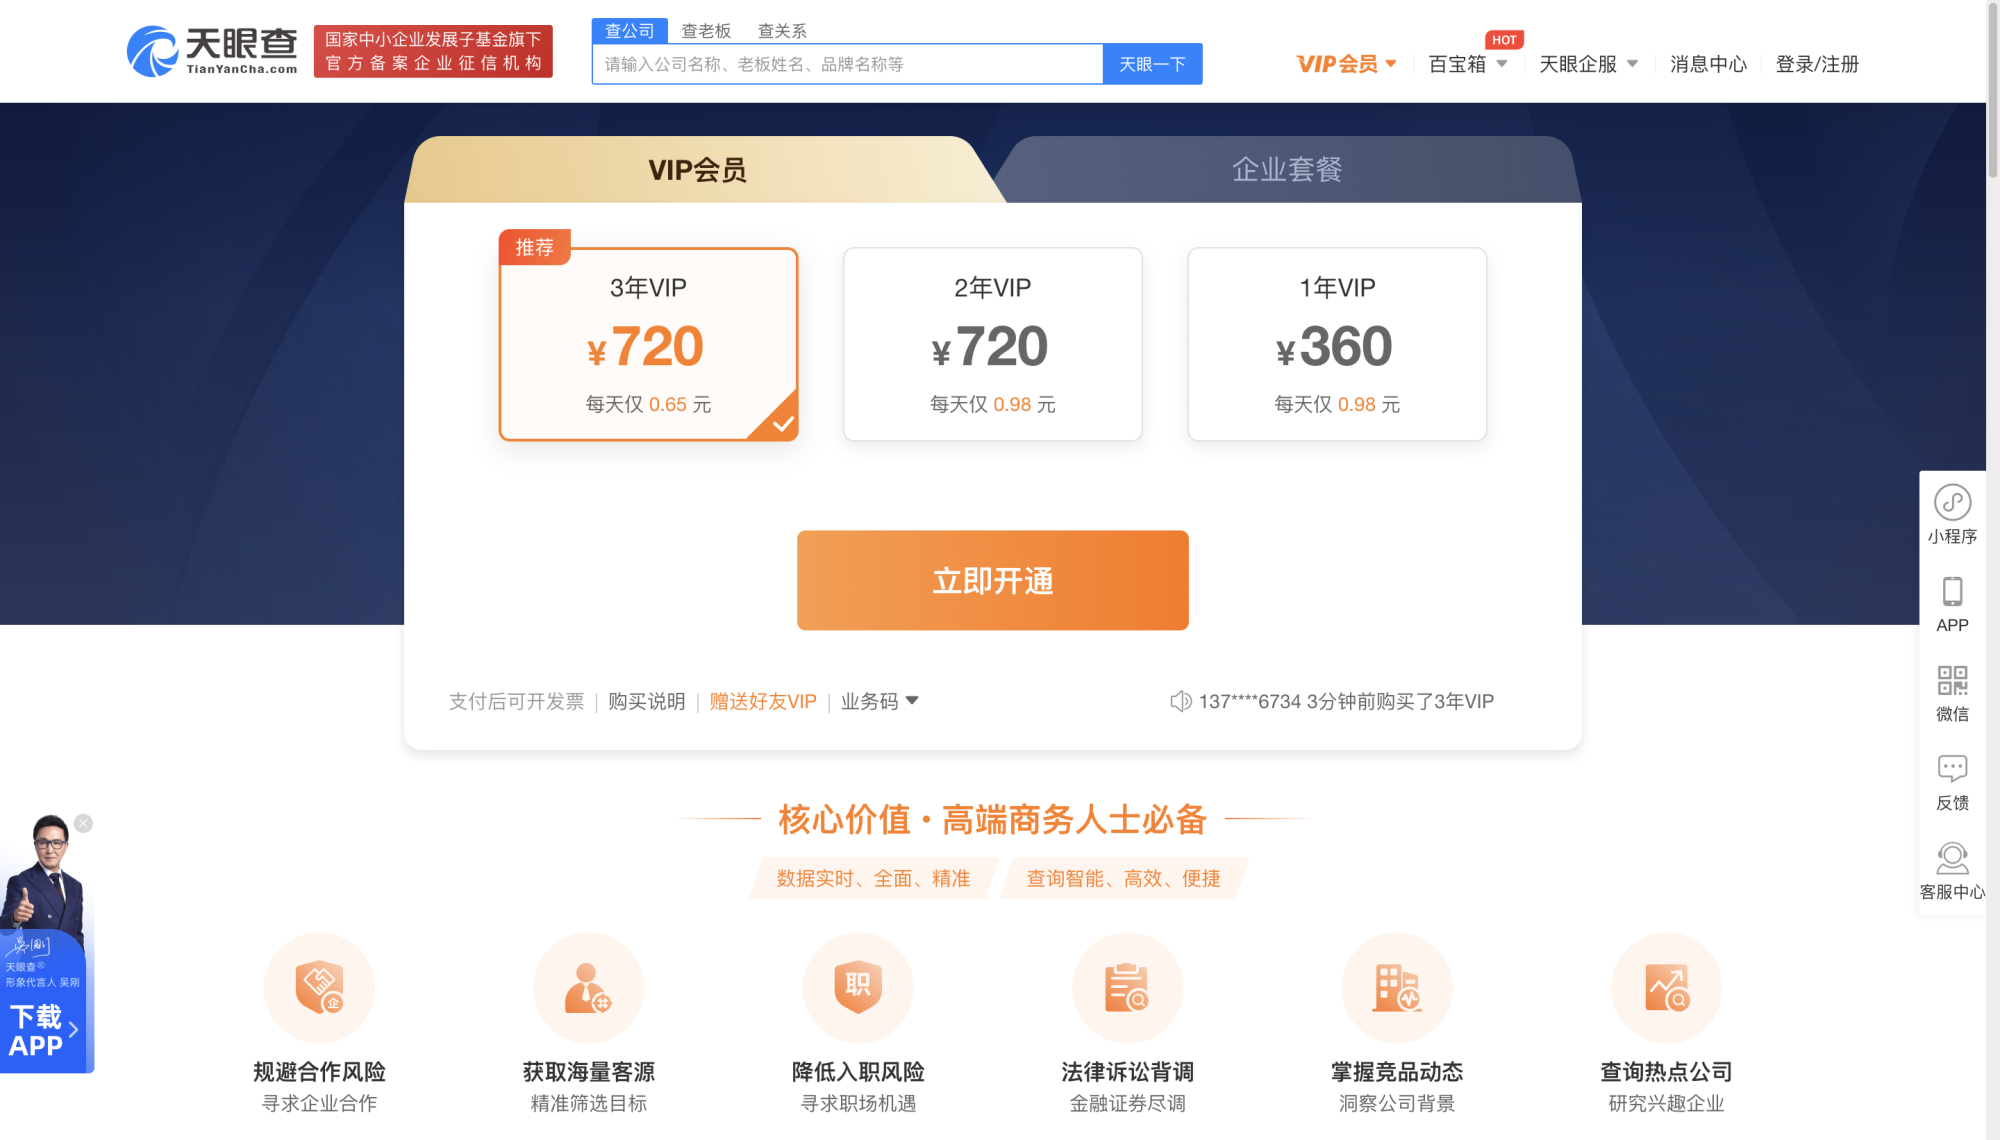 天眼查
TianYanCha.com
国家中小企业发展子基金旗下
官方备案企业征信机构
查公司 查老板 查关系
请输入公司名称、老板姓名、品牌名称等
天眼一下
VIP会员
百宝箱
HOT
天眼企服
消息中心
登录/注册
VIP会员
企业套餐
推荐
3年VIP
¥720
每天仅 0.65 元
2年VIP
¥720
每天仅 0.98 元
1年VIP
¥360
每天仅 0.98 元
立即开通
支付后可开发票 | 购买说明 | 赠送好友VIP | 业务码
137****6734 3分钟前购买了3年VIP
小程序
APP
微信
反馈
客服中心
核心价值·高端商务人士必备
数据实时、全面、精准
查询智能、高效、便捷
吴刚
天眼查®
形象代言人 吴刚
下载
APP
企
职
规避合作风险
寻求企业合作
获取海量客源
精准筛选目标
降低入职风险
寻求职场机遇
法律诉讼背调
金融证券尽调
掌握竞品动态
洞察公司背景
查询热点公司
研究兴趣企业